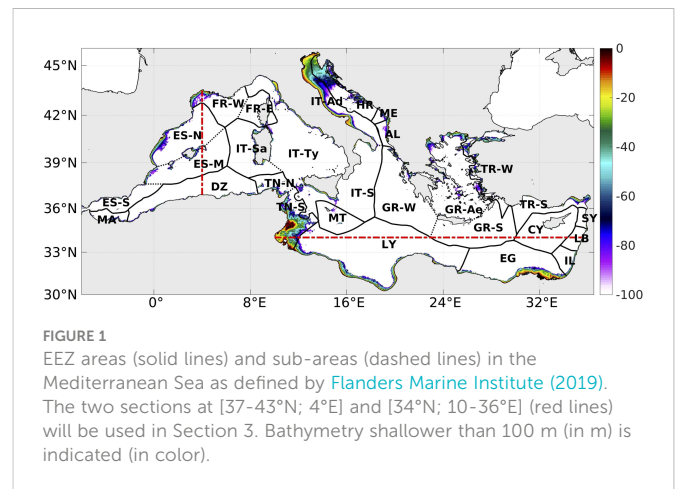 45°N
42°N
39°N
36°N
33°N
30°N
0°E
8°E
16°E
24°E
32°E
0
-20
-40
-60
-80
-100
FR-W
FR-E
IT-Ad
HR
ME
AL
ES-N
ES-M
IT-Sa
IT-Ty
TR-W
ES-S
MA
DZ
TN-N
TN-S
MT
IT-S
GR-W
GR-Ae
GR-S
TR-S
CY
SY
LB
IL
LY
EG
FIGURE 1
EEZ areas (solid lines) and sub-areas (dashed lines) in the
Mediterranean Sea as defined by Flanders Marine Institute (2019).
The two sections at [37-43°N; 4°E] and [34°N; 10-36°E] (red lines)
will be used in Section 3. Bathymetry shallower than 100 m (in m) is
indicated (in color).